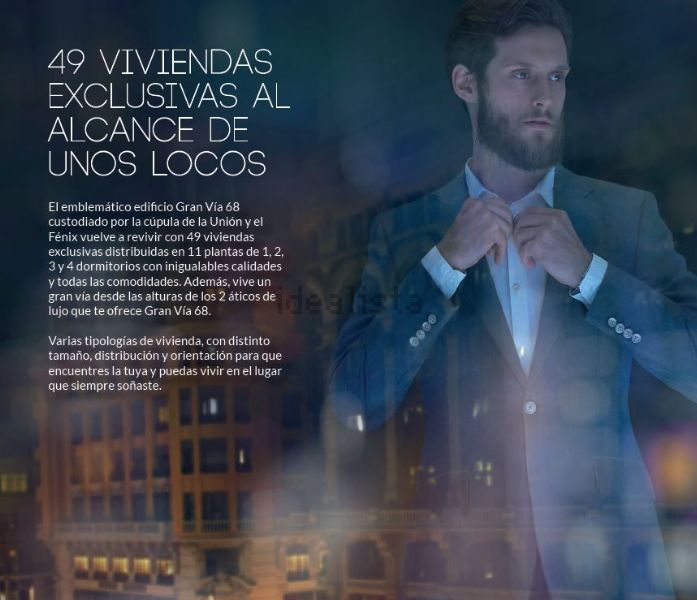 49 VIVIENDAS
EXCLUSIVAS AL
ALCANCE DE
UNOS LOCOS
El emblemático edificio Gran Vía 68
custodiado por la cúpula de la Unión y el
Fénix vuelve a revivir con 49 viviendas
exclusivas distribuidas en 11 plantas de 1, 2,
3 y 4 dormitorios con inigualables calidades
y todas las comodidades. Además, vive un
gran vía desde las alturas de los 2 áticos de
lujo que te ofrece Gran Vía 68.
idealista
Varias tipologías de vivienda, con distinto
tamaño, distribución y orientación para que
encuentres la tuya y puedas vivir en el lugar
que siempre soñaste.